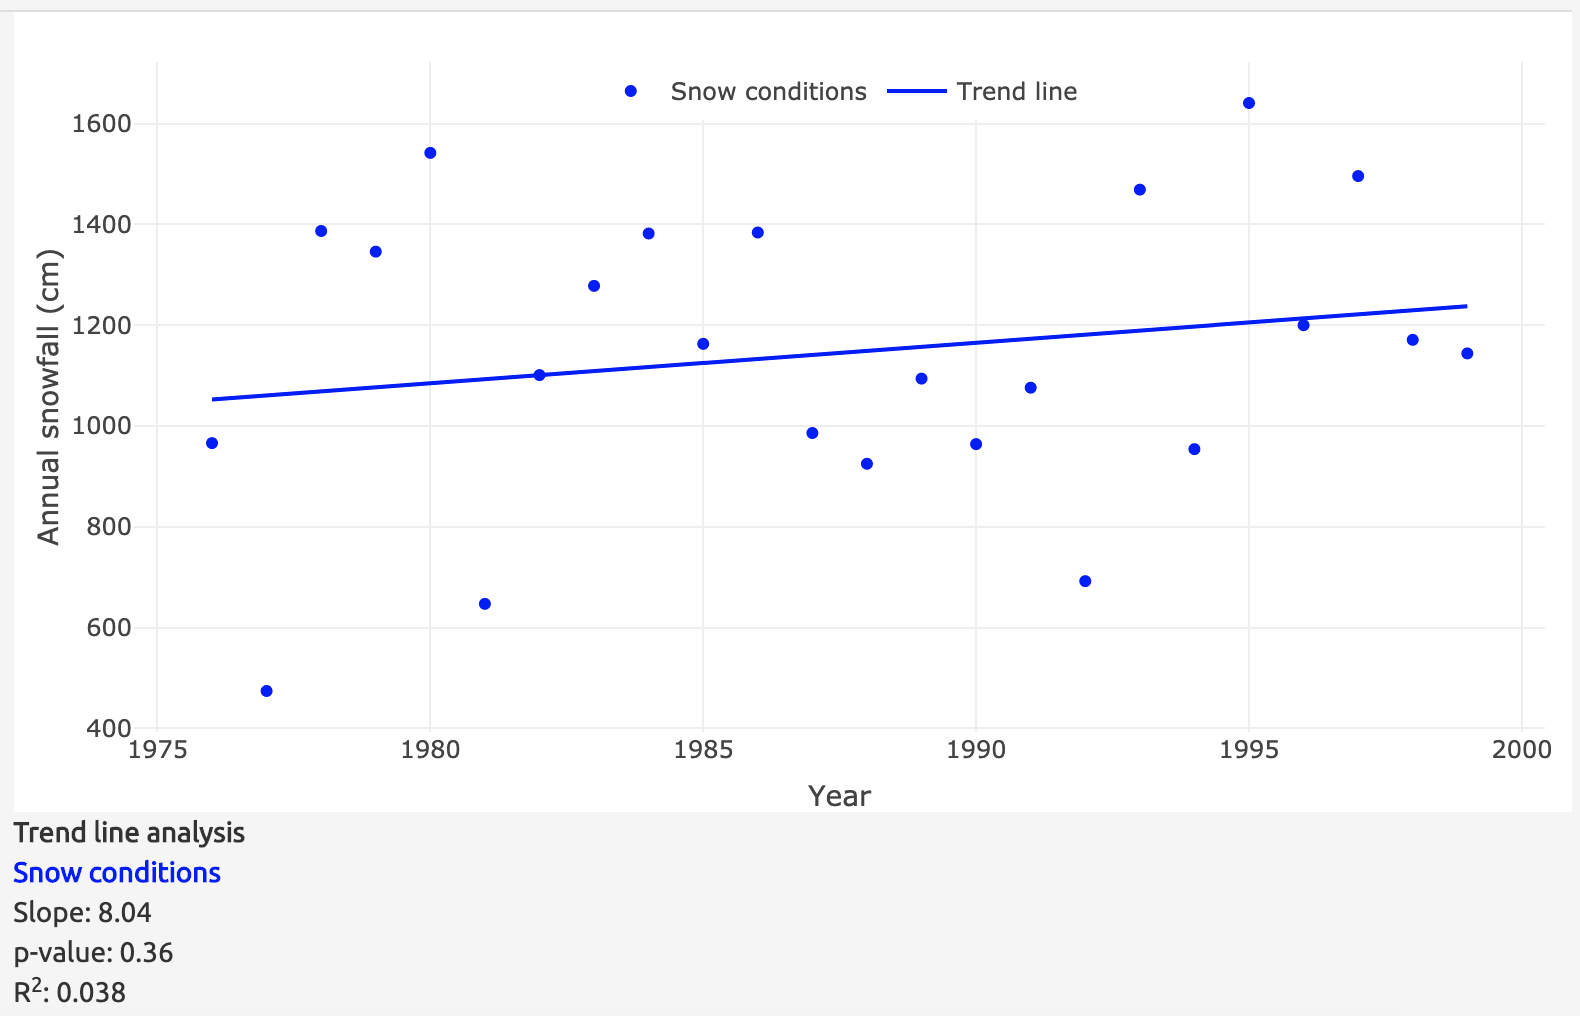 Snow conditions Trend line
1600
1400
1200
1000
800
600
400
Annual snowfall (cm)
1975 1980 1985 1990 1995 2000
Year
Trend line analysis
Snow conditions
Slope: 8.04
p-value: 0.36
R²: 0.038